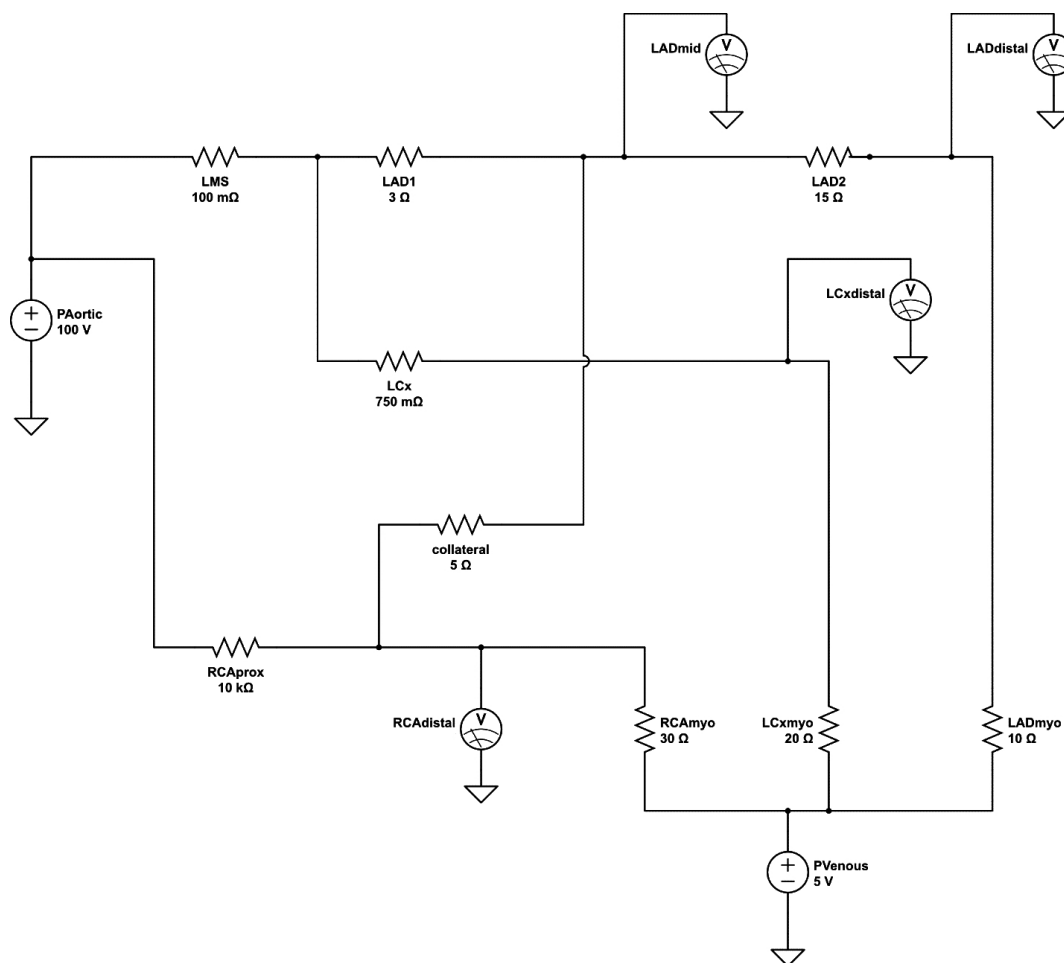 LADmid
V
LADdistal
V
LMS
100 mΩ
LAD1
3 Ω
LAD2
15 Ω
PAortic
100 V
LCxdistal
V
LCx
750 mΩ
collateral
5 Ω
RCAprox
10 kΩ
RCAdistal
V
RCAmyo
30 Ω
LCxmyo
20 Ω
LADmyo
10 Ω
PVenous
5 V